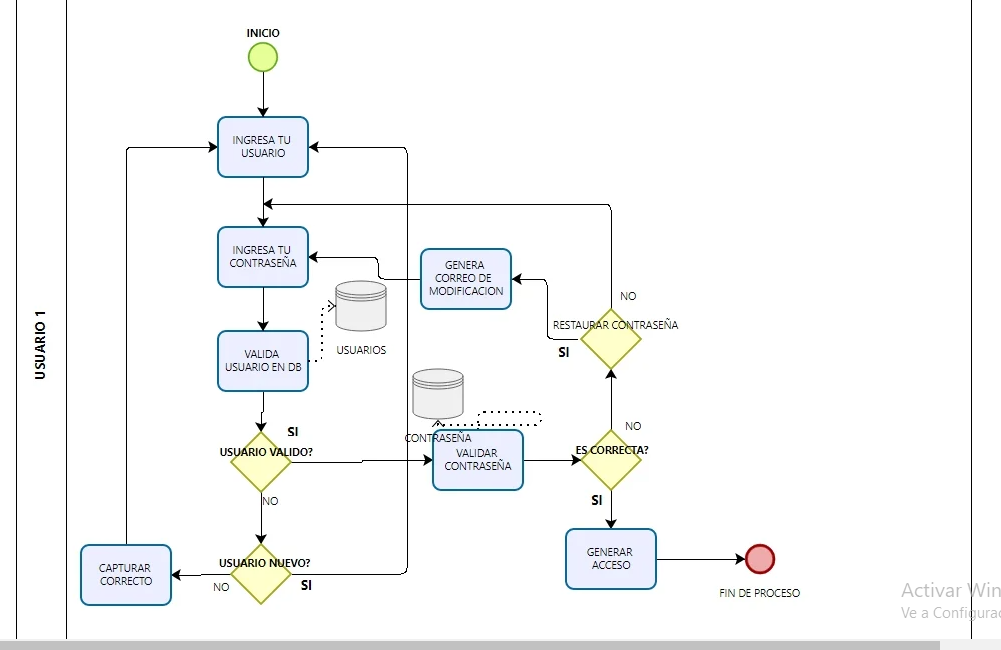 INICIO
INGRESA TU
USUARIO
USUARIO 1
INGRESA TU
CONTRASEÑA
GENERA
CORREO DE
MODIFICACION
NO
RESTAURAR CONTRASEÑA
SI
VALIDA
USUARIO EN DB
USUARIOS
SI
USUARIO VALIDO?
NO
CONTRASEÑA
VALIDAR
CONTRASEÑA
NO
ES CORRECTA?
SI
USUARIO NUEVO?
SI
NO
CAPTURAR
CORRECTO
GENERAR
ACCESO
FIN DE PROCESO
Activar Win
Ve a Configurac